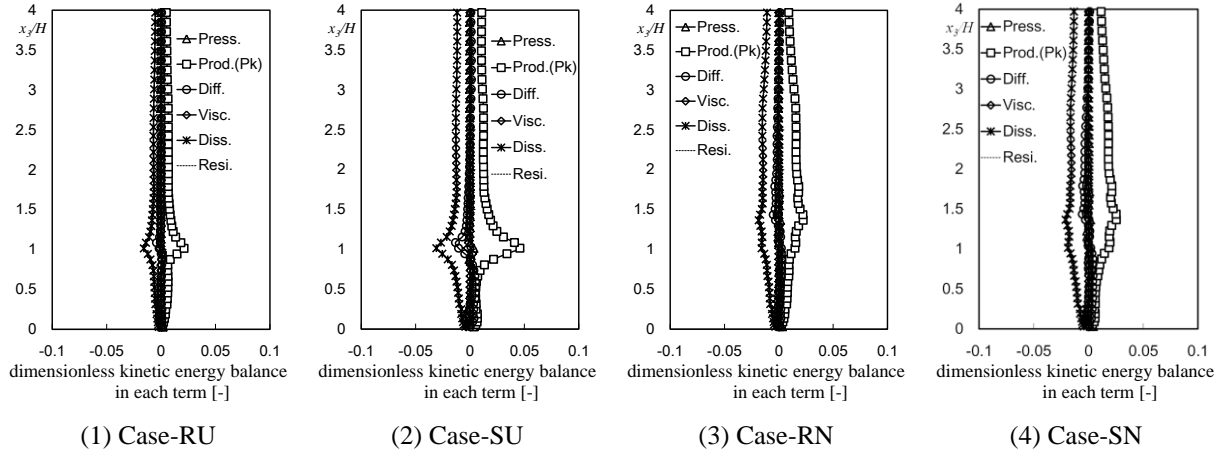 4
x₃/H
3.5
3
2.5
2
1.5
1
0.5
0
Press.
Prod.(Pk)
Diff.
Visc.
Diss.
Resi.
-0.1 -0.05 0 0.05 0.1
dimensionless kinetic energy balance
in each term [-]
(1) Case-RU
4
x₃/H
3.5
3
2.5
2
1.5
1
0.5
0
Press.
Prod.(Pk)
Diff.
Visc.
Diss.
Resi.
-0.1 -0.05 0 0.05 0.1
dimensionless kinetic energy balance
in each term [-]
(2) Case-SU
4
x₃/H
3.5
3
2.5
2
1.5
1
0.5
0
Press.
Prod.(Pk)
Diff.
Visc.
Diss.
Resi.
-0.1 -0.05 0 0.05 0.1
dimensionless kinetic energy balance
in each term [-]
(3) Case-RN
4
x₃/H
3.5
3
2.5
2
1.5
1
0.5
0
Press.
Prod.(Pk)
Diff.
Visc.
Diss.
Resi.
-0.1 -0.05 0 0.05 0.1
dimensionless kinetic energy balance
in each term [-]
(4) Case-SN